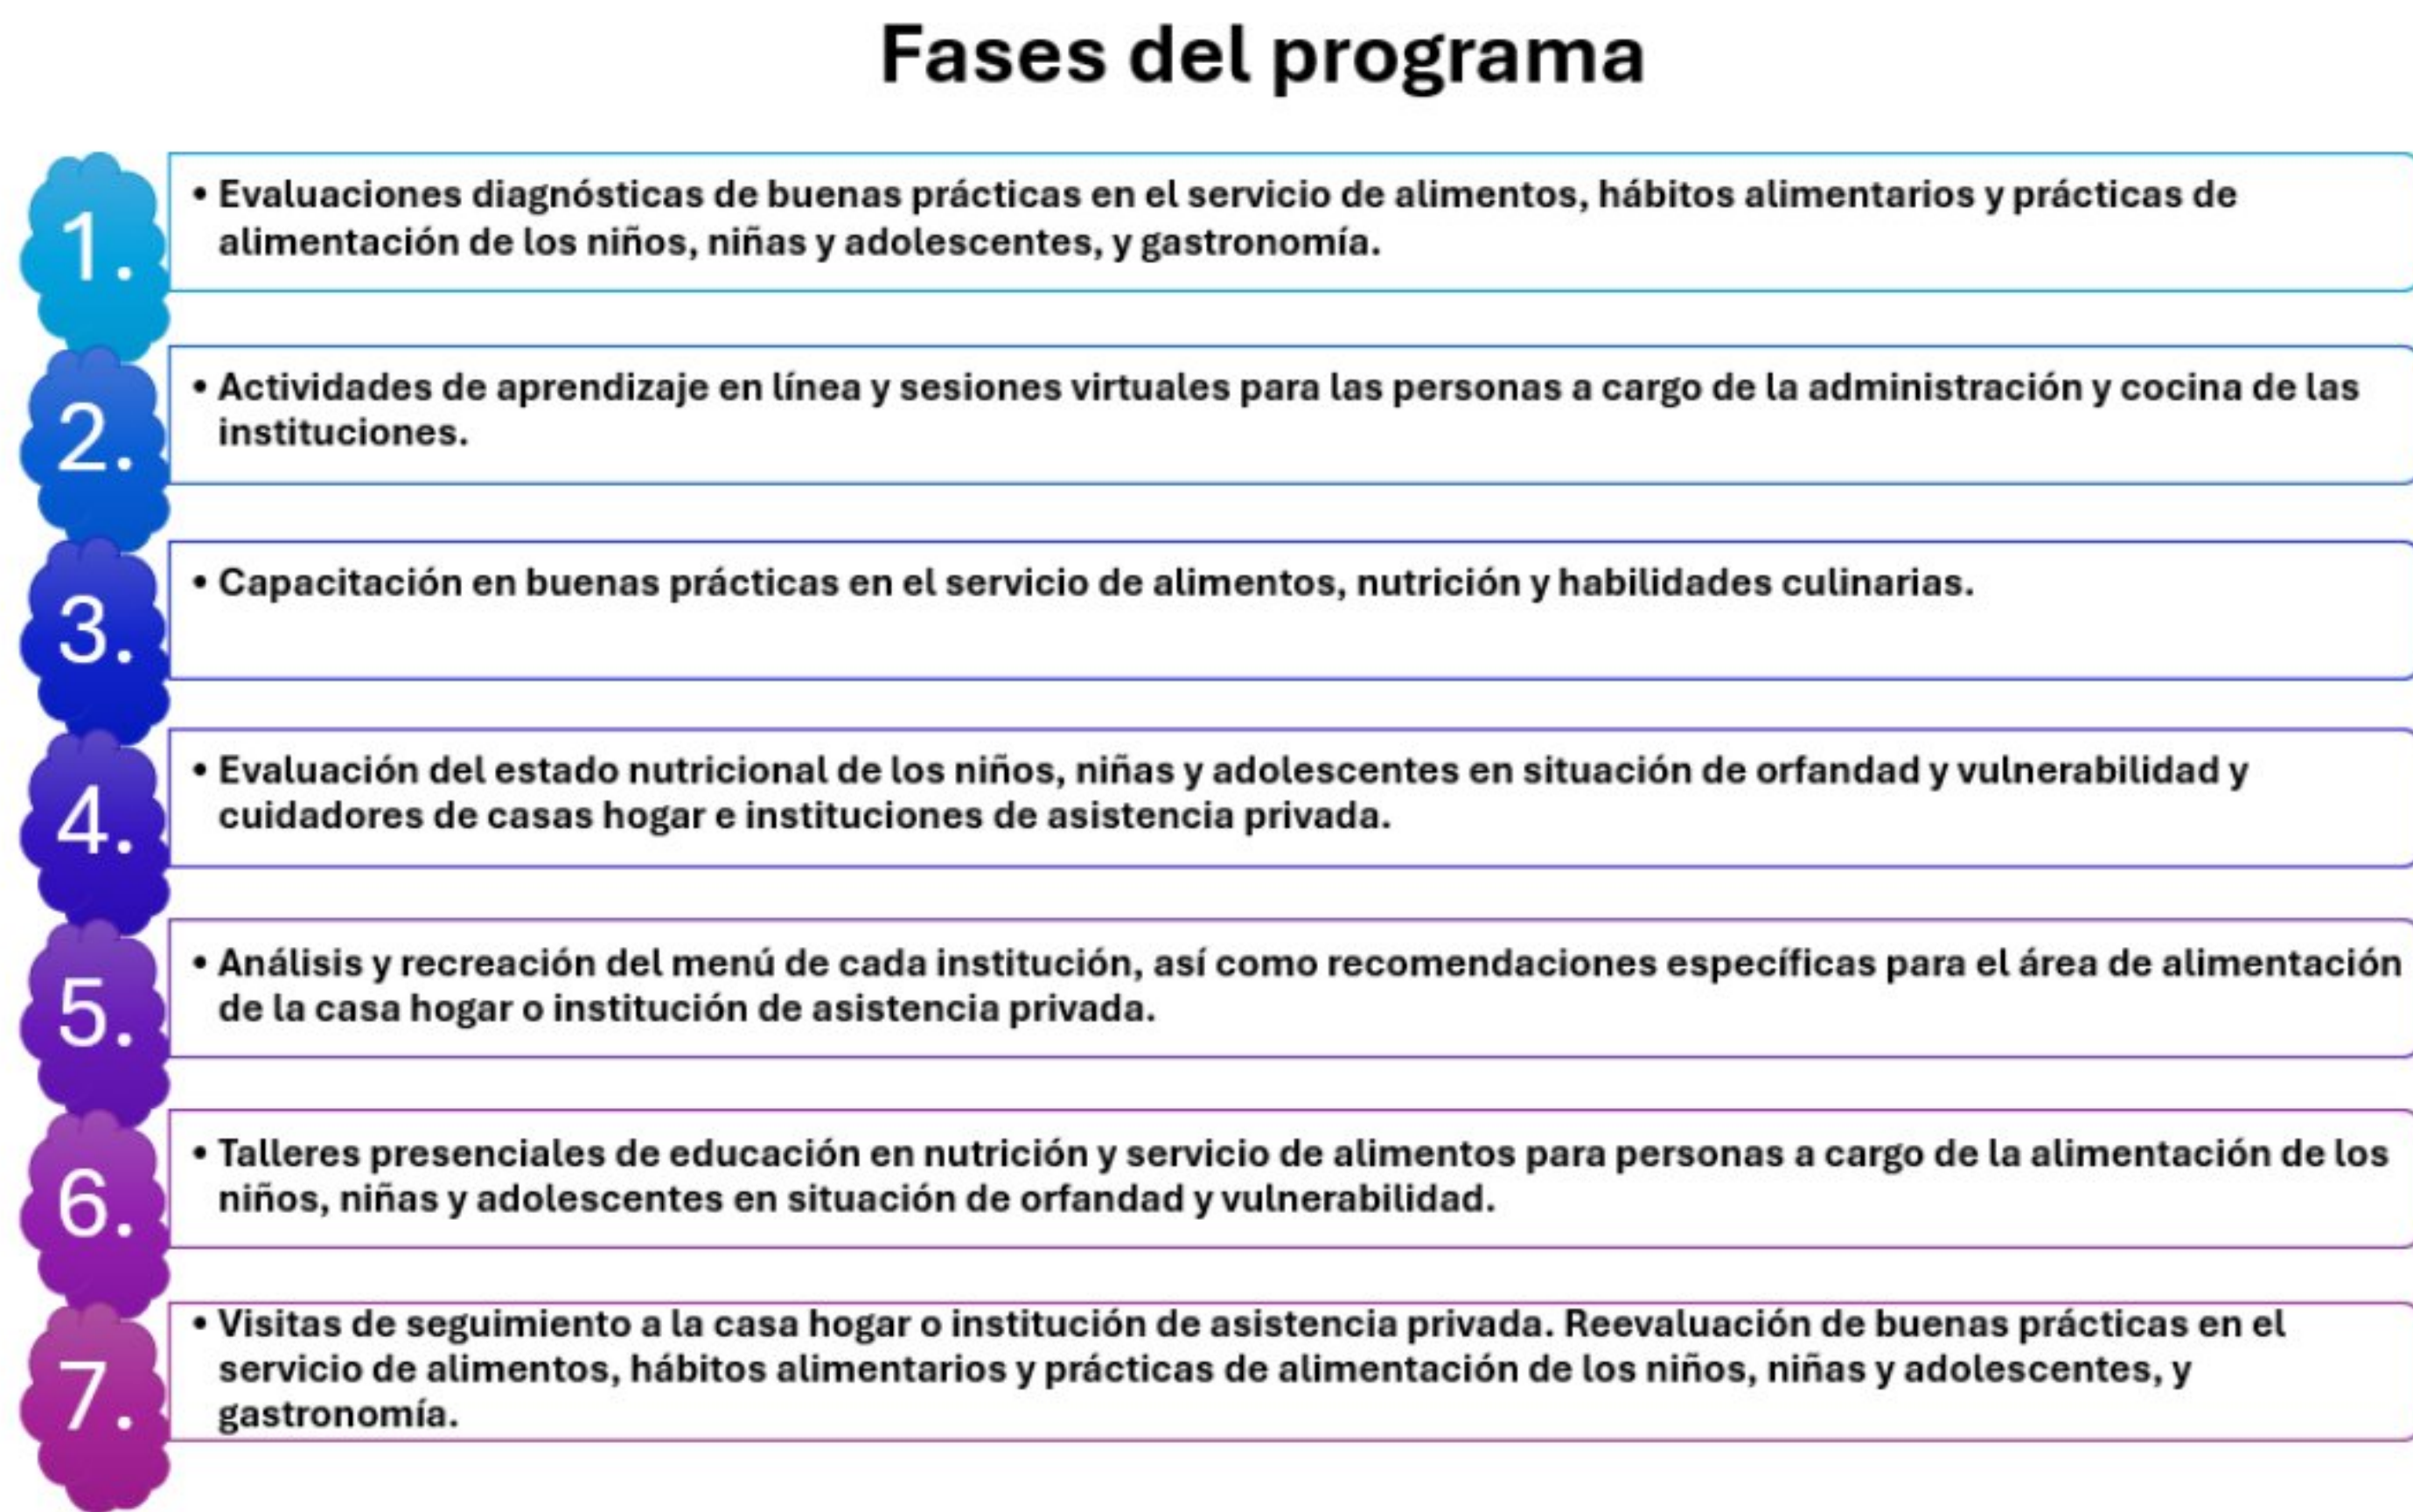 Fases del programa
1.
• Evaluaciones diagnósticas de buenas prácticas en el servicio de alimentos, hábitos alimentarios y prácticas de
alimentación de los niños, niñas y adolescentes, y gastronomía.
2.
• Actividades de aprendizaje en línea y sesiones virtuales para las personas a cargo de la administración y cocina de las
instituciones.
3.
• Capacitación en buenas prácticas en el servicio de alimentos, nutrición y habilidades culinarias.
4.
• Evaluación del estado nutricional de los niños, niñas y adolescentes en situación de orfandad y vulnerabilidad y
cuidadores de casas hogar e instituciones de asistencia privada.
5.
• Análisis y recreación del menú de cada institución, así como recomendaciones específicas para el área de alimentación
de la casa hogar o institución de asistencia privada.
6.
• Talleres presenciales de educación en nutrición y servicio de alimentos para personas a cargo de la alimentación de los
niños, niñas y adolescentes en situación de orfandad y vulnerabilidad.
7.
• Visitas de seguimiento a la casa hogar o institución de asistencia privada. Reevaluación de buenas prácticas en el
servicio de alimentos, hábitos alimentarios y prácticas de alimentación de los niños, niñas y adolescentes, y
gastronomía.